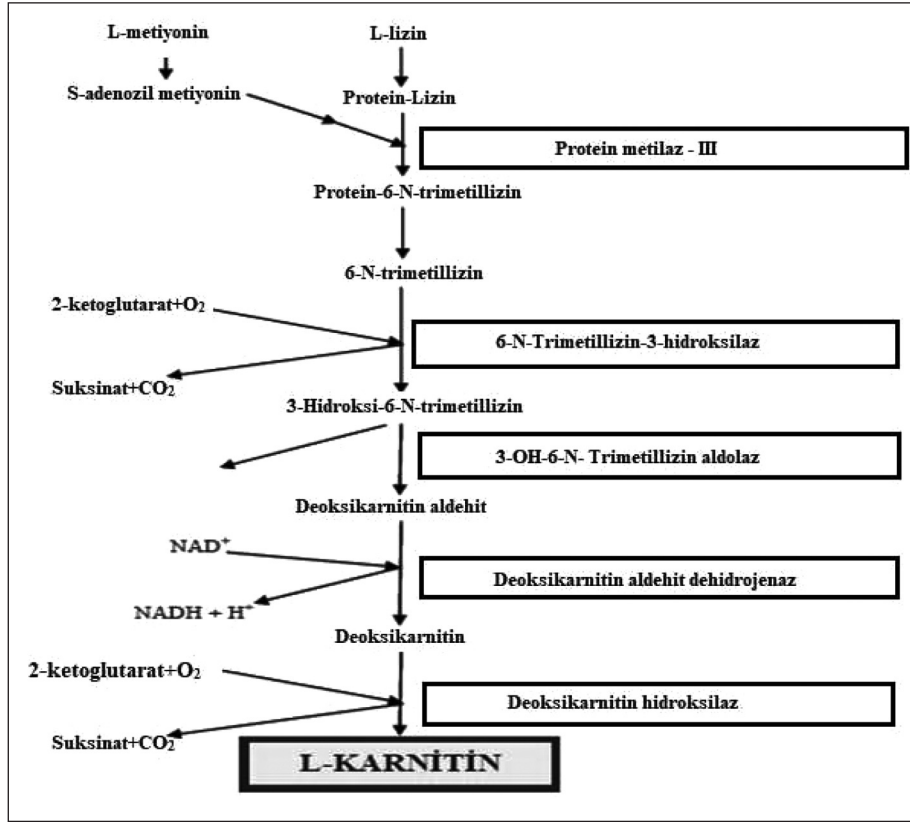 L-metiyonin
L-lizin
S-adenozil metiyonin
Protein-Lizin
Protein metilaz - III
Protein-6-N-trimetillizin
6-N-trimetillizin
2-ketoglutarat+O₂
6-N-Trimetillizin-3-hidroksilaz
Suksinat+CO₂
3-Hidroksi-6-N-trimetillizin
3-OH-6-N- Trimetillizin aldolaz
Deoksikarnitin aldehit
NAD⁺
Deoksikarnitin aldehit dehidrojenaz
NADH + H⁺
Deoksikarnitin
2-ketoglutarat+O₂
Deoksikarnitin hidroksilaz
Suksinat+CO₂
L-KARNİTİN